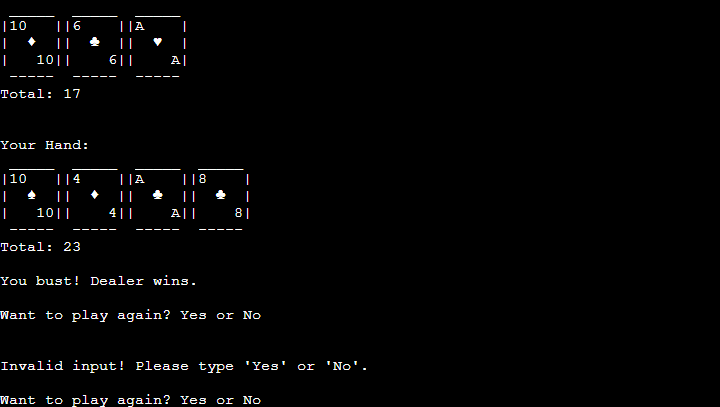 _____  _____  _____
|10   ||6    ||A    |
|  ♦  ||  ♣  ||  ♥  |
|   10||    6||    A|
 -----  -----  -----
Total: 17
Your Hand:
 _____  _____  _____  _____
|10   ||4    ||A    ||8    |
|  ♠  ||  ♦  ||  ♣  ||  ♣  |
|   10||    4||    A||    8|
 -----  -----  -----  -----
Total: 23
You bust! Dealer wins.
Want to play again? Yes or No
Invalid input! Please type 'Yes' or 'No'.
Want to play again? Yes or No